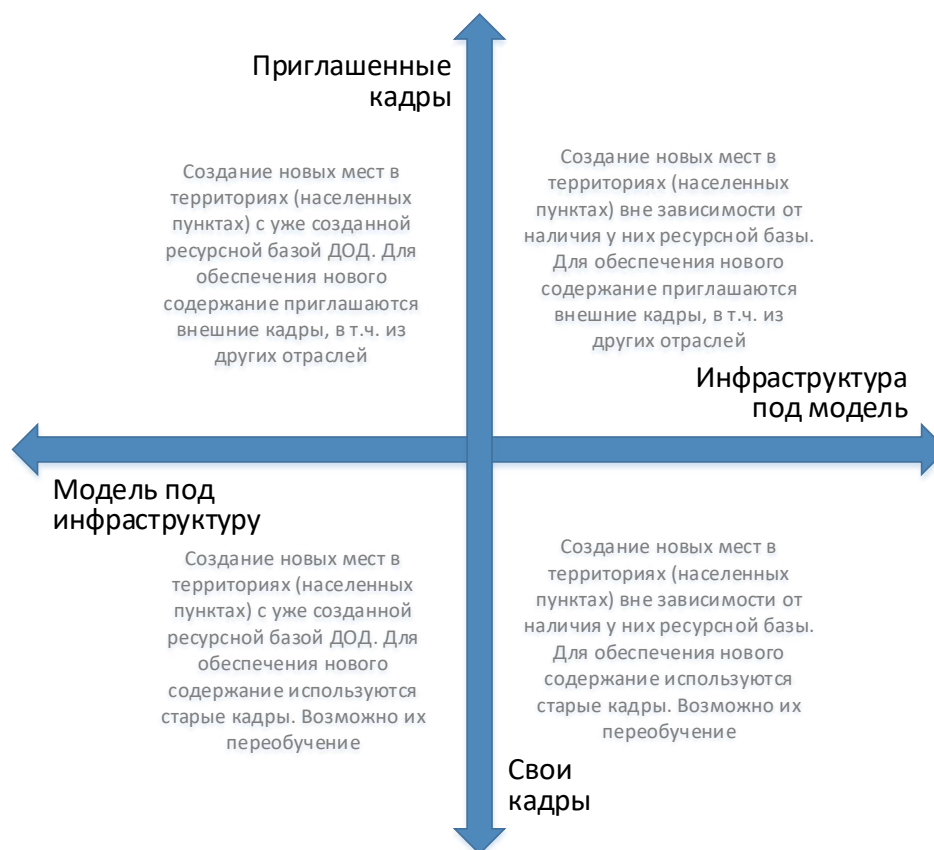 Приглашенные
кадры
Создание новых мест в
территориях (населенных
пунктах) с уже созданной
ресурсной базой ДОД. Для
обеспечения нового
содержание приглашаются
внешние кадры, в т.ч. из
других отраслей
Создание новых мест в
территориях (населенных
пунктах) вне зависимости от
наличия у них ресурсной базы.
Для обеспечения нового
содержание приглашаются
внешние кадры, в т.ч. из
других отраслей
Инфраструктура
под модель
Модель под
инфраструктуру
Создание новых мест в
территориях (населенных
пунктах) с уже созданной
ресурсной базой ДОД. Для
обеспечения нового
содержание используются
старые кадры. Возможно их
переобучение
Создание новых мест в
территориях (населенных
пунктах) вне зависимости от
наличия у них ресурсной базы.
Для обеспечения нового
содержание используются
старые кадры. Возможно их
переобучение
Свои
кадры